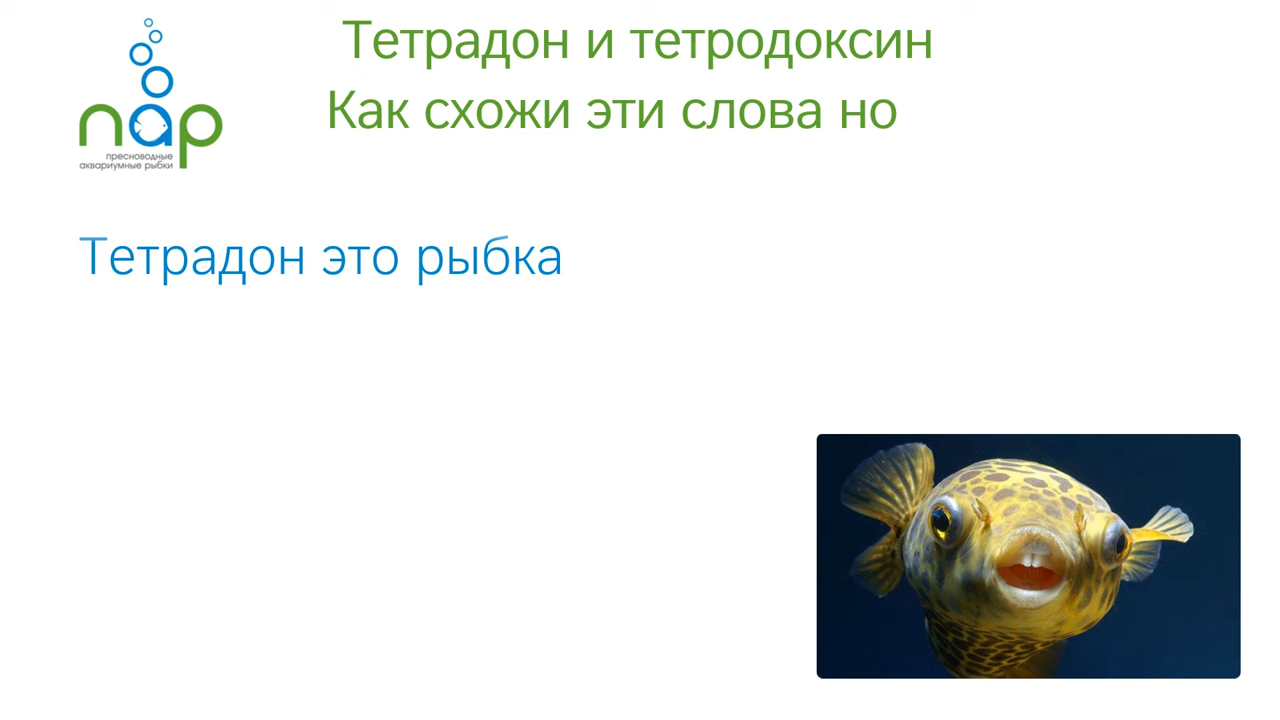 Тетрадон и тетродоксин
Как схожи эти слова но
пар
пресноводные
аквариумные рыбки
Тетрадон это рыбка